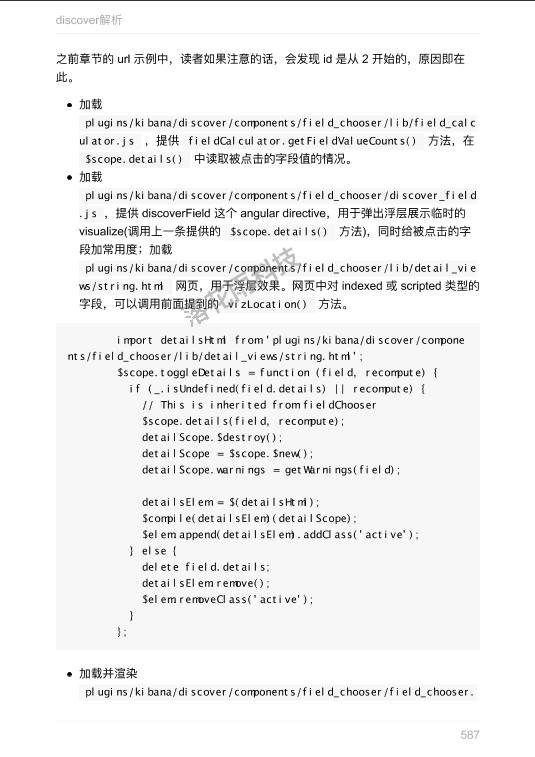 discover解析
之前章节的 url 示例中，读者如果注意的话，会发现 id 是从 2 开始的，原因即在
此。
● 加载
plugins/kibana/discover/components/field_chooser/lib/field_calc
ulator.js ，提供 fieldCalculator.getFieldValueCounts() 方法，在
$scope.details() 中读取被点击的字段值的情况。
● 加载
plugins/kibana/discover/components/field_chooser/discover_field
.js ，提供 discoverField 这个 angular directive，用于弹出浮层展示临时的
visualize(调用上一条提供的 $scope.details() 方法)，同时给被点击的字
段加常用度；加载
plugins/kibana/discover/components/field_chooser/lib/detail_vie
ws/string.html 网页，用于浮层效果。网页中对 indexed 或 scripted 类型的
字段，可以调用前面提到的 vizLocation() 方法。
洛花雨科技
import detailsHtml from 'plugins/kibana/discover/compone
nts/field_chooser/lib/detail_views/string.html';
$scope.toggleDetails = function (field, recompute) {
if (_.isUndefined(field.details) || recompute) {
// This is inherited from fieldChooser
$scope.details(field, recompute);
detailScope.$destroy();
detailScope = $scope.$new();
detailScope.warnings = getWarnings(field);
detailsElem = $(detailsHtml);
$compile(detailsElem)(detailScope);
$elem.append(detailsElem).addClass('active');
} else {
delete field.details;
detailsElem.remove();
$elem.removeClass('active');
}
};
● 加载并渲染
plugins/kibana/discover/components/field_chooser/field_chooser.
587